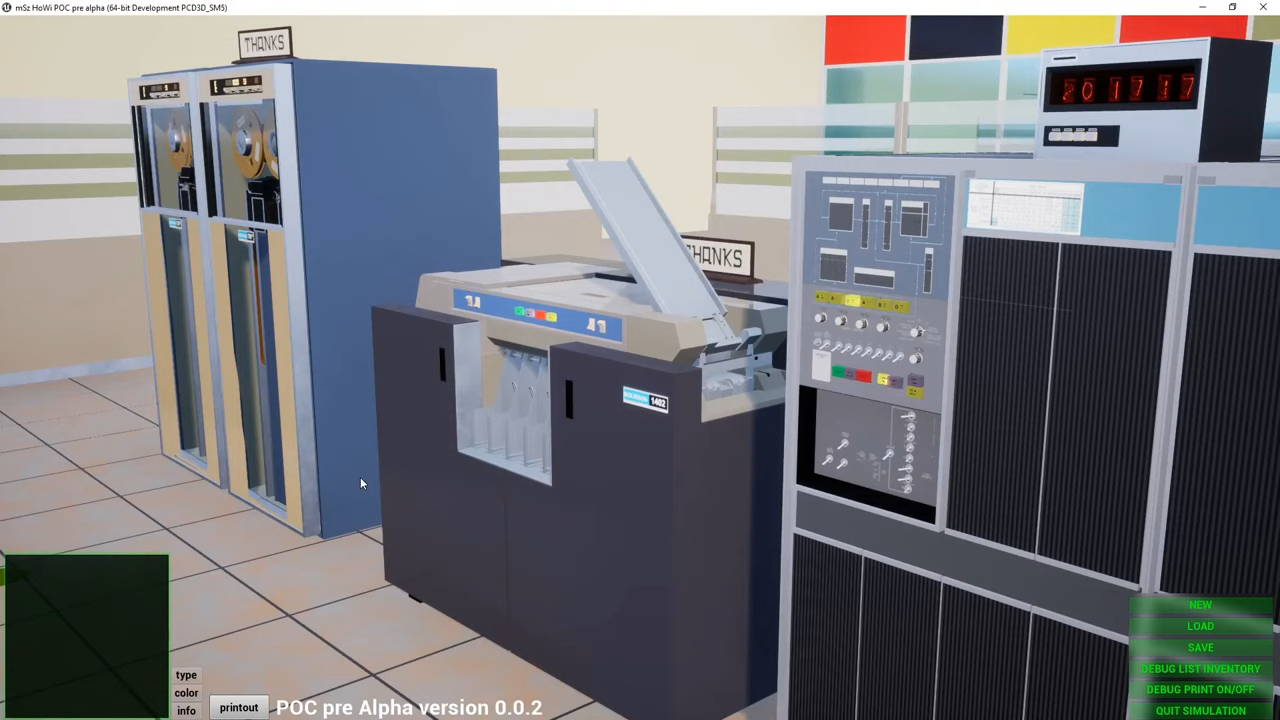 mSz HoWi POC pre alpha (64-bit Development PCD3D_SM5)
THANKS
201717
THANKS
1402
NEW
LOAD
SAVE
DEBUG LIST INVENTORY
DEBUG PRINT ON/OFF
QUIT SIMULATION
type
color
info
printout
POC pre Alpha version 0.0.2